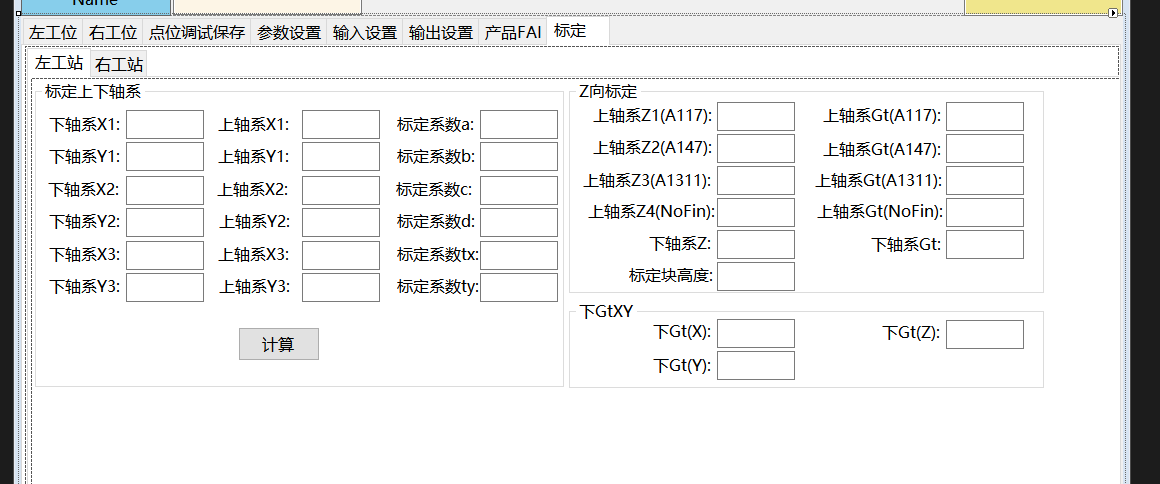 Name
左工位 右工位 点位调试保存 参数设置 输入设置 输出设置 产品FAI 标定
左工站 右工站
标定上下轴系
下轴系X1: 上轴系X1: 标定系数a:
下轴系Y1: 上轴系Y1: 标定系数b:
下轴系X2: 上轴系X2: 标定系数c:
下轴系Y2: 上轴系Y2: 标定系数d:
下轴系X3: 上轴系X3: 标定系数tx:
下轴系Y3: 上轴系Y3: 标定系数ty:
计算
Z向标定
上轴系Z1(A117): 上轴系Gt(A117):
上轴系Z2(A147): 上轴系Gt(A147):
上轴系Z3(A1311): 上轴系Gt(A1311):
上轴系Z4(NoFin): 上轴系Gt(NoFin):
下轴系Z: 下轴系Gt:
标定块高度:
下GtXY
下Gt(X): 下Gt(Z):
下Gt(Y):